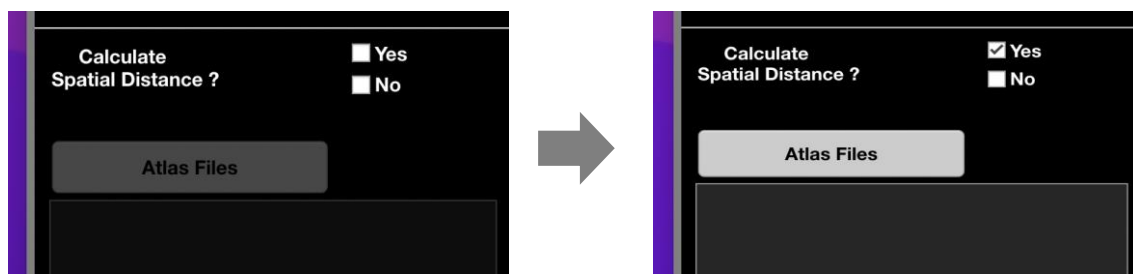 Calculate
Spatial Distance ?
Yes
No
Atlas Files
Calculate
Spatial Distance ?
Yes
No
Atlas Files